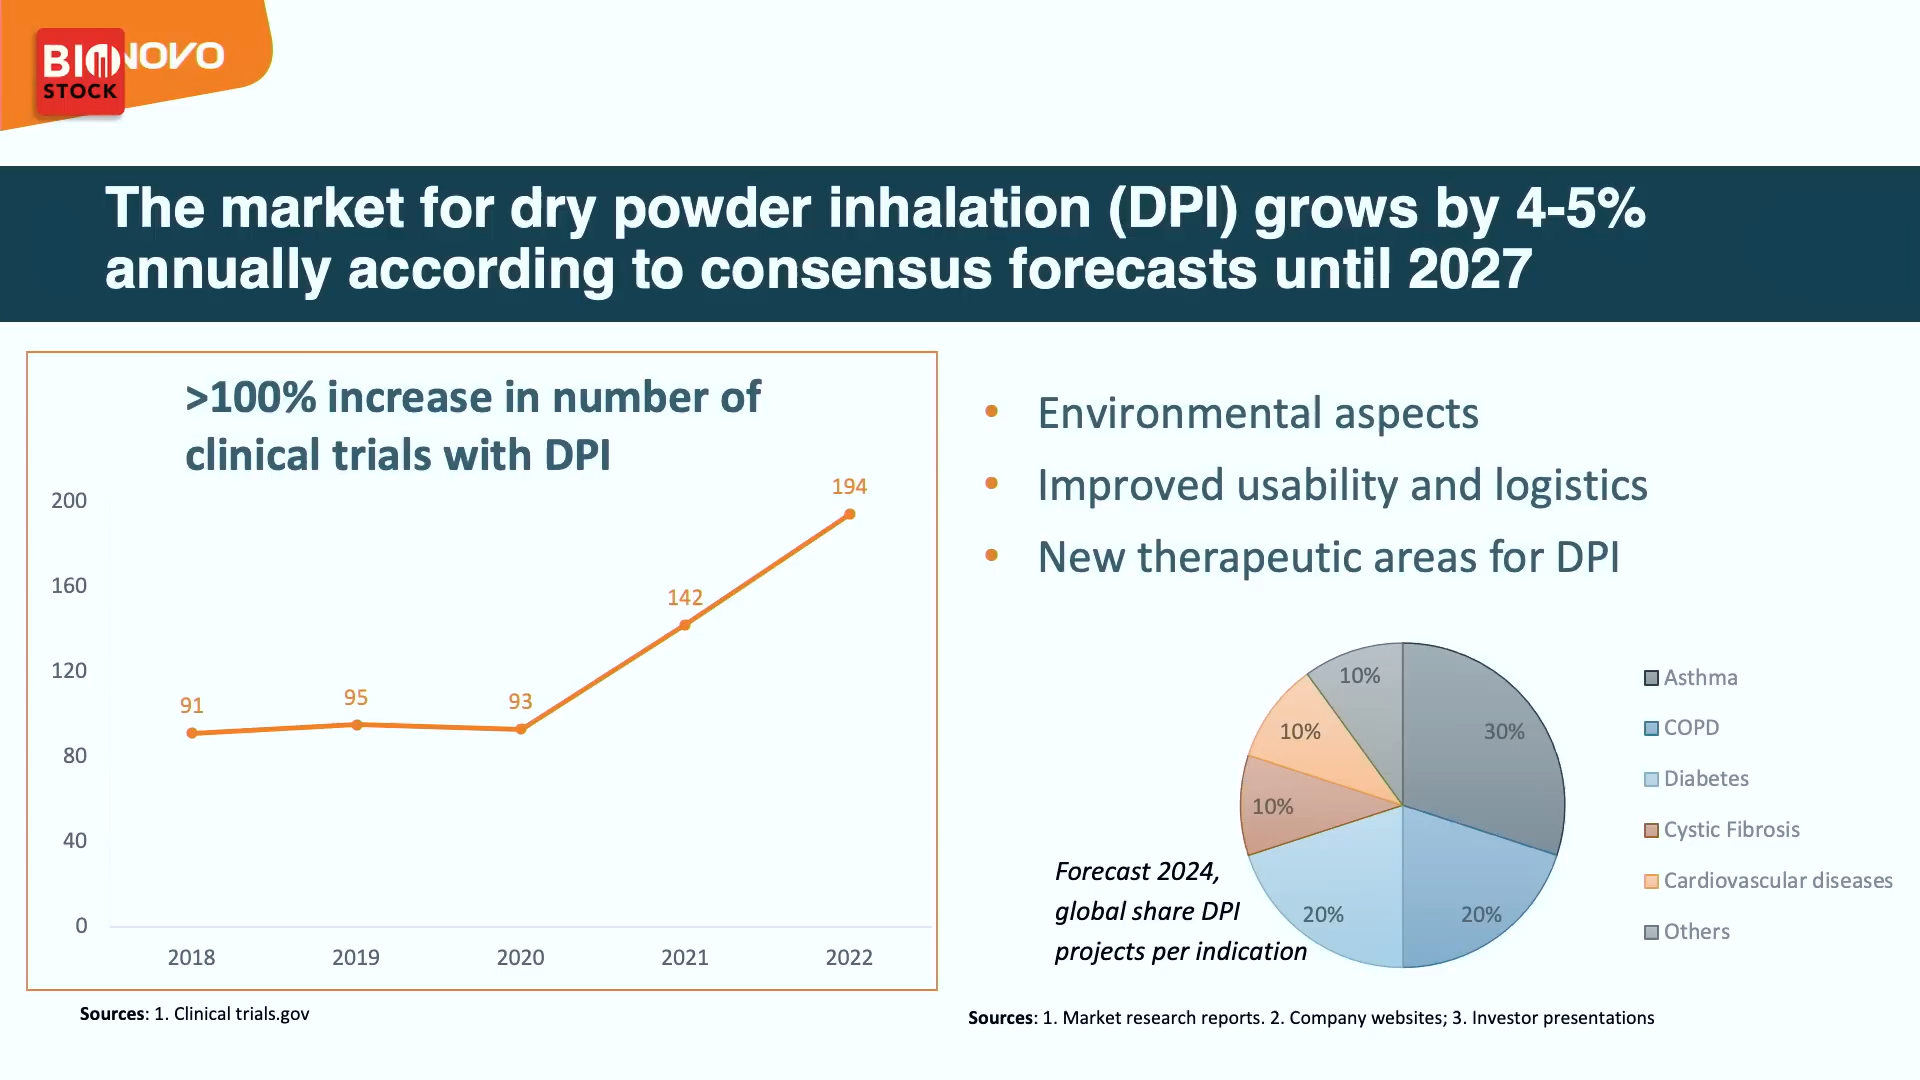 BIO
STOCK
NOVO
The market for dry powder inhalation (DPI) grows by 4-5%
annually according to consensus forecasts until 2027
>100% increase in number of
clinical trials with DPI
200
160
120
80
40
0
91
95
93
142
194
2018
2019
2020
2021
2022
Sources: 1. Clinical trials.gov
• Environmental aspects
• Improved usability and logistics
• New therapeutic areas for DPI
30%
20%
20%
10%
10%
10%
Asthma
COPD
Diabetes
Cystic Fibrosis
Cardiovascular diseases
Others
Forecast 2024,
global share DPI
projects per indication
Sources: 1. Market research reports. 2. Company websites; 3. Investor presentations